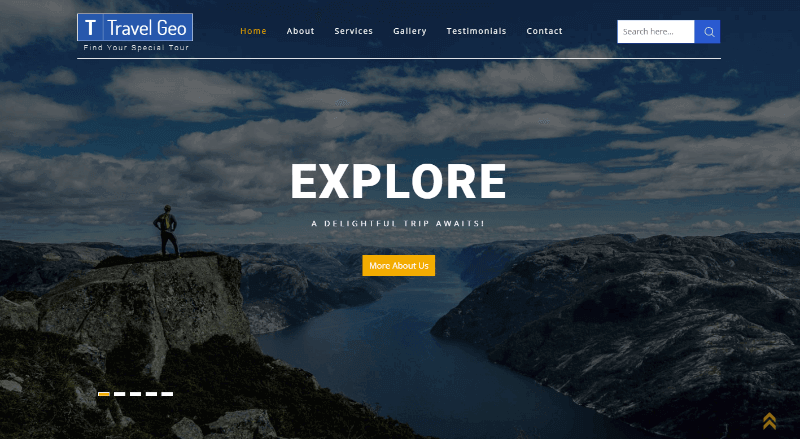 T Travel Geo
Find Your Special Tour
Home About Services Gallery Testimonials Contact
Search here...
EXPLORE
A DELIGHTFUL TRIP AWAITS!
More About Us